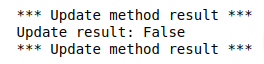 *** Update method result ***
Update result: False
*** Update method result ***